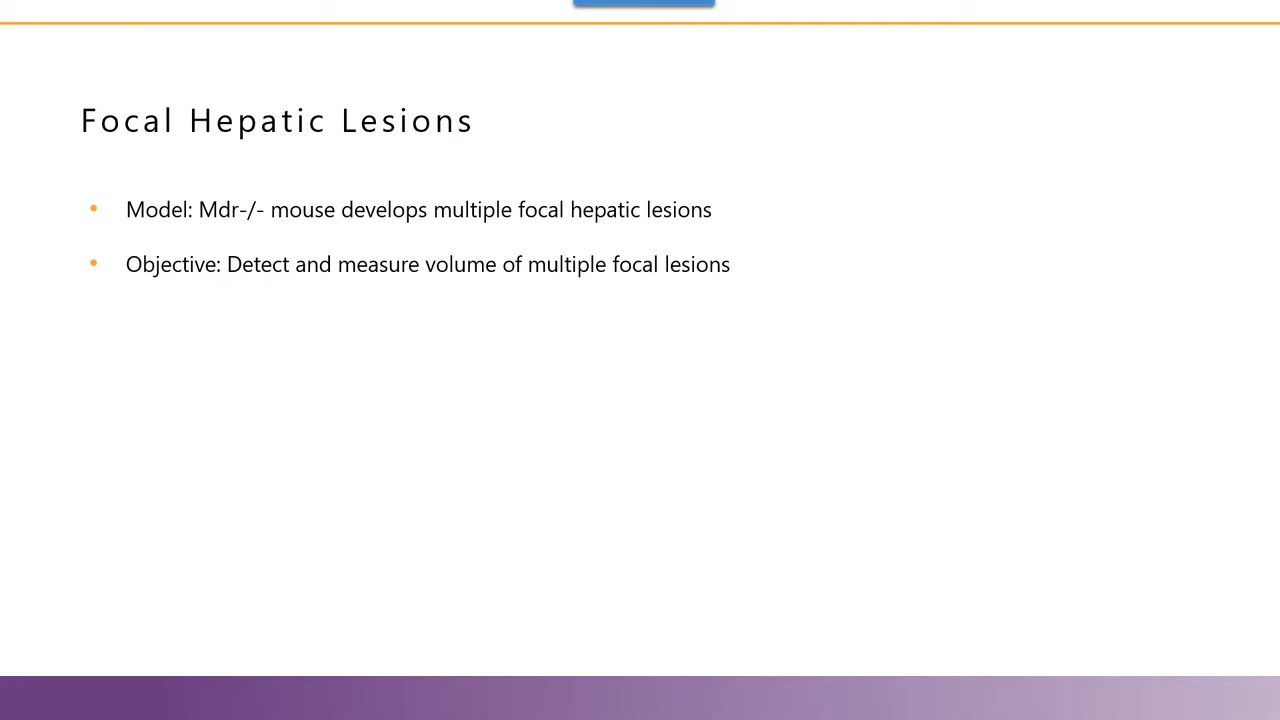 Focal Hepatic Lesions
• Model: Mdr-/- mouse develops multiple focal hepatic lesions
• Objective: Detect and measure volume of multiple focal lesions